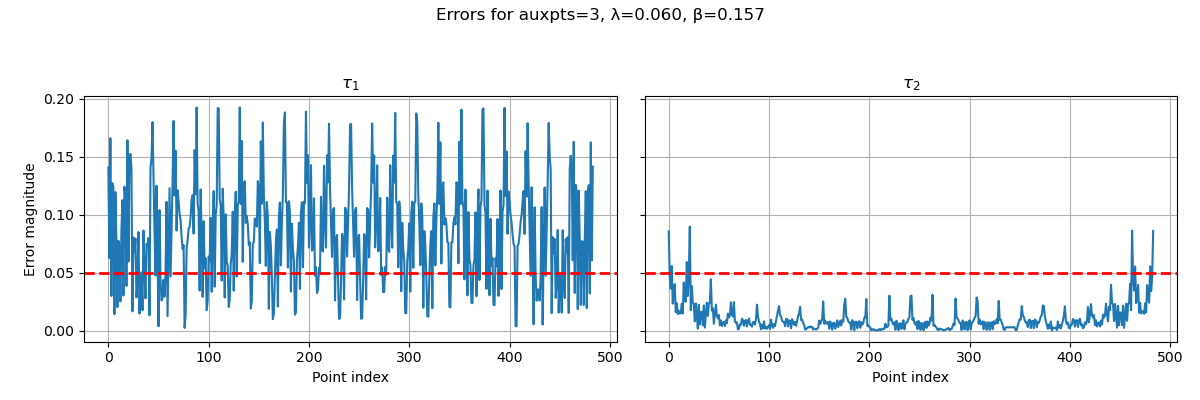 Errors for auxpts=3, λ=0.060, β=0.157
τ₁
τ₂
Error magnitude
0.20
0.15
0.10
0.05
0.00
0 100 200 300 400 500
0 100 200 300 400 500
Point index
Point index